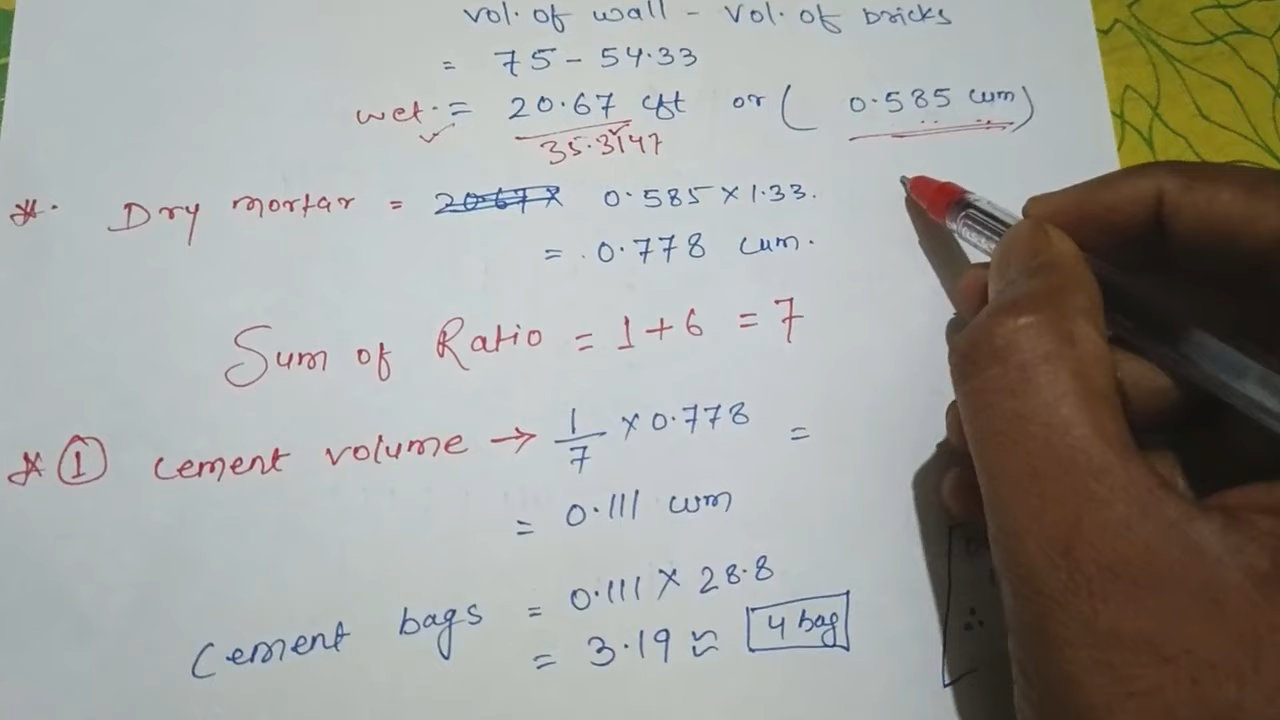 vol. of wall - vol. of bricks
= 75 - 54.33
wet. = 20.67 cft or ( 0.585 cum)
35.3147
*. Dry mortar = 0.585 × 1.33.
= .0.778 cum.
Sum of Ratio = 1 + 6 = 7
* ① cement volume → 1/7 × 0.778 =
= 0.111 cum
cement bags = 0.111 × 28.8
= 3.19 ≈ 4 bag